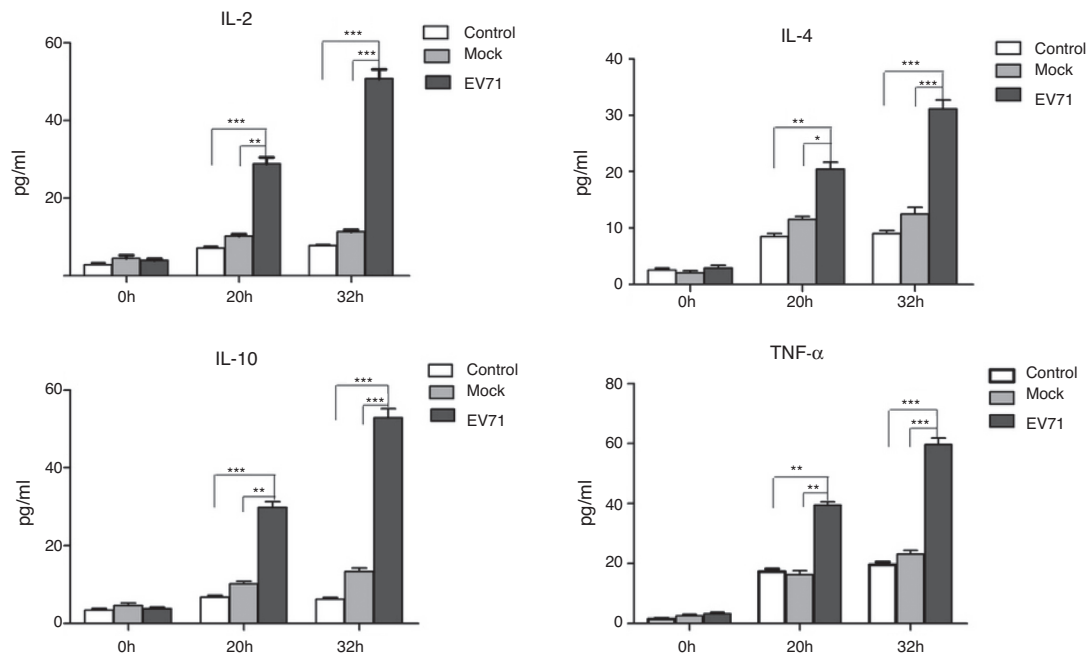 IL-2
Control
Mock
EV71
pg/ml
60
40
20
0h
20h
32h
***
**
***
***
IL-4
Control
Mock
EV71
pg/ml
40
30
20
10
0
0h
20h
32h
**
*
***
***
IL-10
Control
Mock
EV71
pg/ml
60
40
20
0
0h
20h
32h
***
**
***
***
TNF-α
Control
Mock
EV71
pg/ml
80
60
40
20
0
0h
20h
32h
**
**
***
***